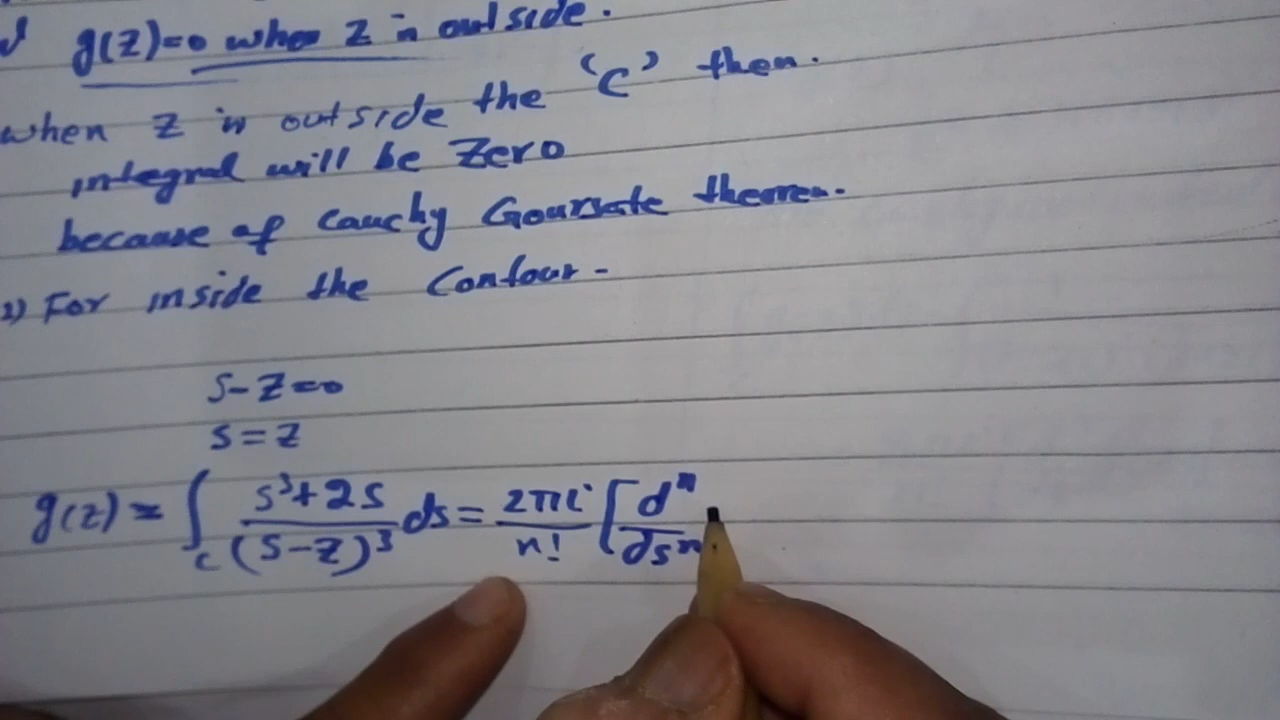 g(z)=0 when z is outside.
when z is outside the 'C' then.
integral will be zero
because of Cauchy Goursate theorem.
2) For inside the Contour-
s-z=0
s=z
g(z) = ∫c (s³+2s)/(s-z)³ ds = 2πi/n! [dⁿ/dsⁿ